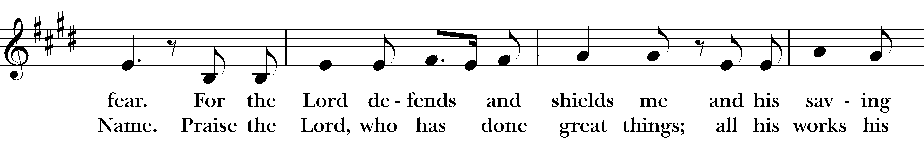 fear. For the Lord de - fends and shields me and his sav - ing
Name. Praise the Lord, who has done great things; all his works his